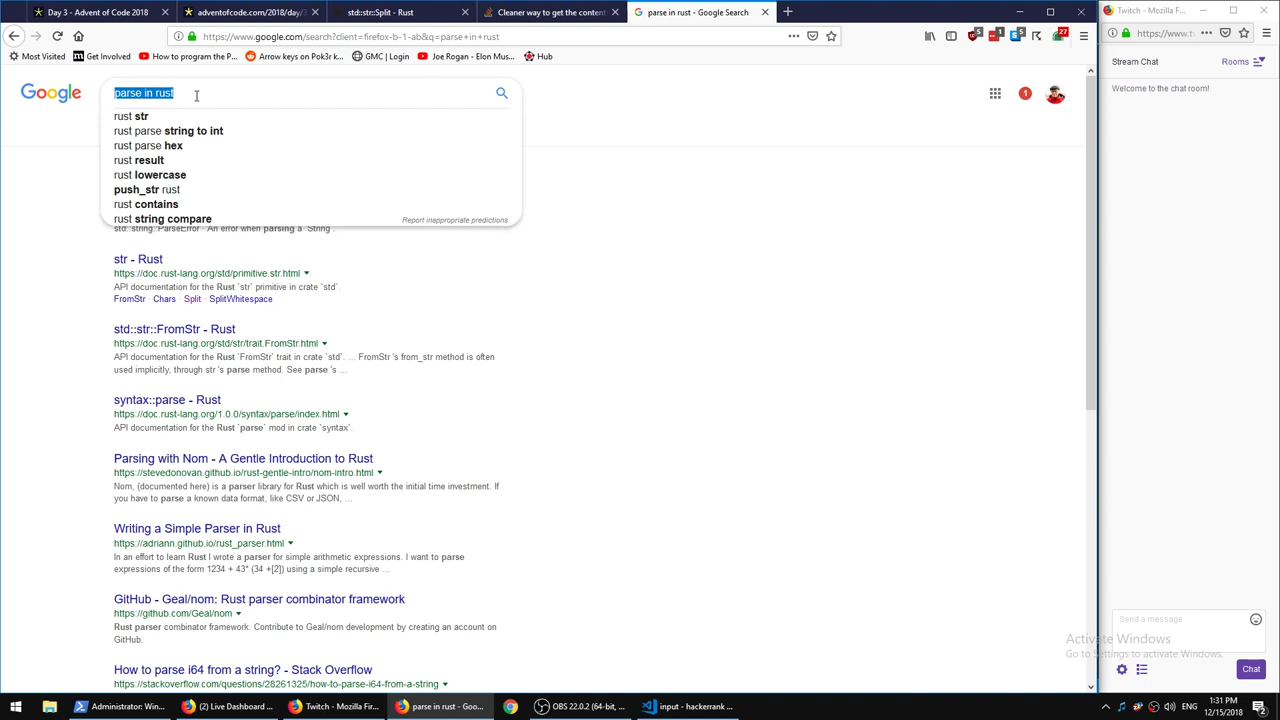 Day 3 - Advent of Code 2018
adventofcode.com/2018/day/
std::str::Split - Rust
Cleaner way to get the content
parse in rust - Google Search
Twitch - Mozilla F...
https://www.google.com/search?client=firefox-b-1-ab&q=parse+in+rust
5
1
5
27
https://www.t
Most Visited
Get Involved
How to program the P...
Arrow keys on Pok3r k...
GMC | Login
Joe Rogan - Elon Mus...
Hub
Stream Chat
Rooms
Google
parse in rust
1
Welcome to the chat room!
rust str
rust parse string to int
rust parse hex
rust result
rust lowercase
push_str rust
rust contains
rust string compare
Report inappropriate predictions
std::string::ParseError · An error when parsing a `String`.
str - Rust
https://doc.rust-lang.org/std/primitive.str.html
API documentation for the Rust `str` primitive in crate `std`.
FromStr · Chars · Split · SplitWhitespace
std::str::FromStr - Rust
https://doc.rust-lang.org/std/str/trait.FromStr.html
API documentation for the Rust `FromStr` trait in crate `std`. ... FromStr 's from_str method is often
used implicitly, through str 's parse method. See parse 's ...
syntax::parse - Rust
https://doc.rust-lang.org/1.0.0/syntax/parse/index.html
API documentation for the Rust `parse` mod in crate `syntax`.
Parsing with Nom - A Gentle Introduction to Rust
https://stevedonovan.github.io/rust-gentle-intro/nom-intro.html
Nom, (documented here) is a parser library for Rust which is well worth the initial time investment. If
you have to parse a known data format, like CSV or JSON, ...
Writing a Simple Parser in Rust
https://adriann.github.io/rust_parser.html
In an effort to learn Rust I wrote a parser for simple arithmetic expressions. I want to parse
expressions of the form 1234 + 43* (34 +[2]) using a simple recursive ...
GitHub - Geal/nom: Rust parser combinator framework
https://github.com/Geal/nom
Rust parser combinator framework. Contribute to Geal/nom development by creating an account on
GitHub.
How to parse i64 from a string? - Stack Overflow
https://stackoverflow.com/questions/28261325/how-to-parse-i64-from-a-string
Send a message
Activate Windows
Go to Settings to activate Windows.
Chat
Administrator: Win...
(2) Live Dashboard ...
Twitch - Mozilla Fir...
parse in rust - Goo...
OBS 22.0.2 (64-bit, ...
input - hackerrank ...
1:31 PM
12/15/2018
2